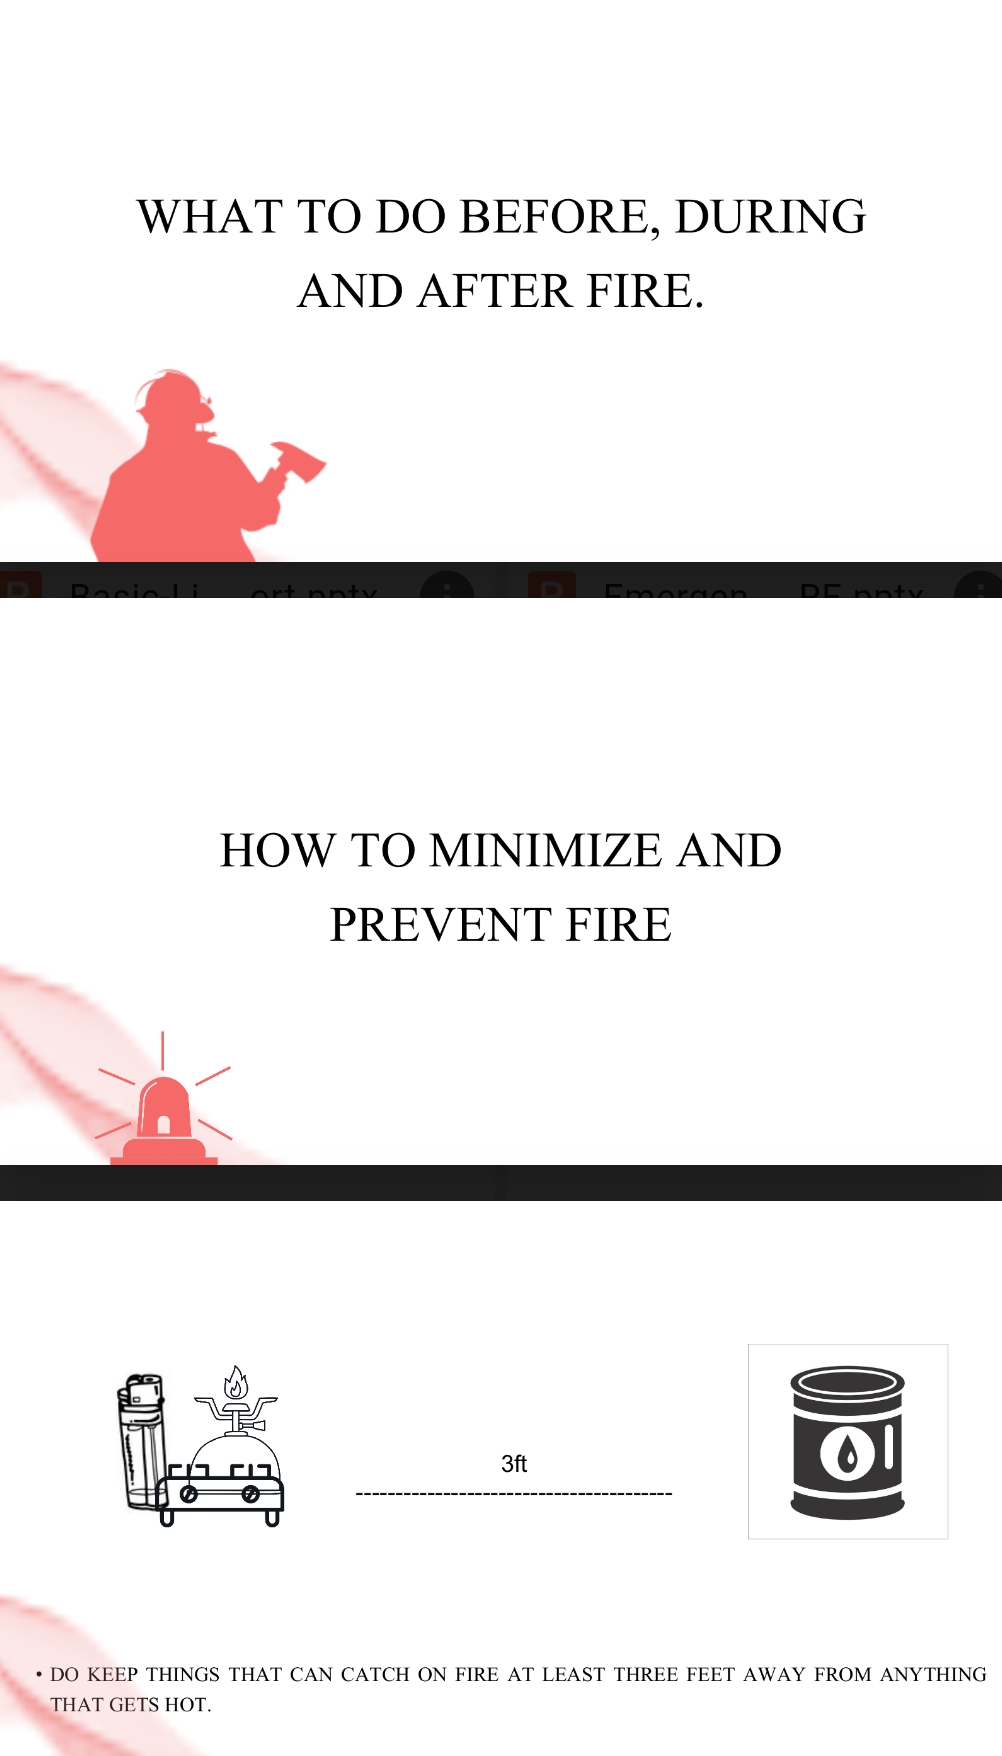 WHAT TO DO BEFORE, DURING
AND AFTER FIRE.
HOW TO MINIMIZE AND
PREVENT FIRE
3ft
• DO KEEP THINGS THAT CAN CATCH ON FIRE AT LEAST THREE FEET AWAY FROM ANYTHING
THAT GETS HOT.